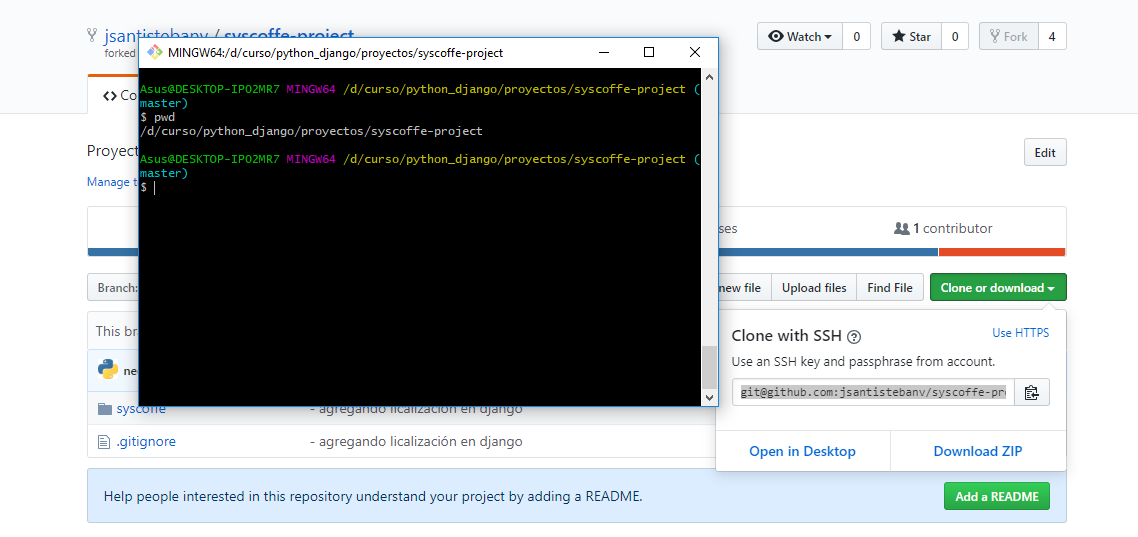 jsantistebanv / syscoffe-project
Watch 0
Star 0
Fork 4
forked
MINGW64:/d/curso/python_django/proyectos/syscoffe-project
Asus@DESKTOP-IPO2MR7 MINGW64 /d/curso/python_django/proyectos/syscoffe-project (
master)
$ pwd
/d/curso/python_django/proyectos/syscoffe-project
Asus@DESKTOP-IPO2MR7 MINGW64 /d/curso/python_django/proyectos/syscoffe-project (
master)
$
<> Co
Proyect
Edit
Manage t
ses
1 contributor
Branch:
new file
Upload files
Find File
Clone or download
This bra
Clone with SSH ?
Use HTTPS
Use an SSH key and passphrase from account.
git@github.com:jsantistebanv/syscoffe-pr
ne
syscoffe - agregando licalización en django
.gitignore - agregando licalización en django
Open in Desktop
Download ZIP
Help people interested in this repository understand your project by adding a README.
Add a README